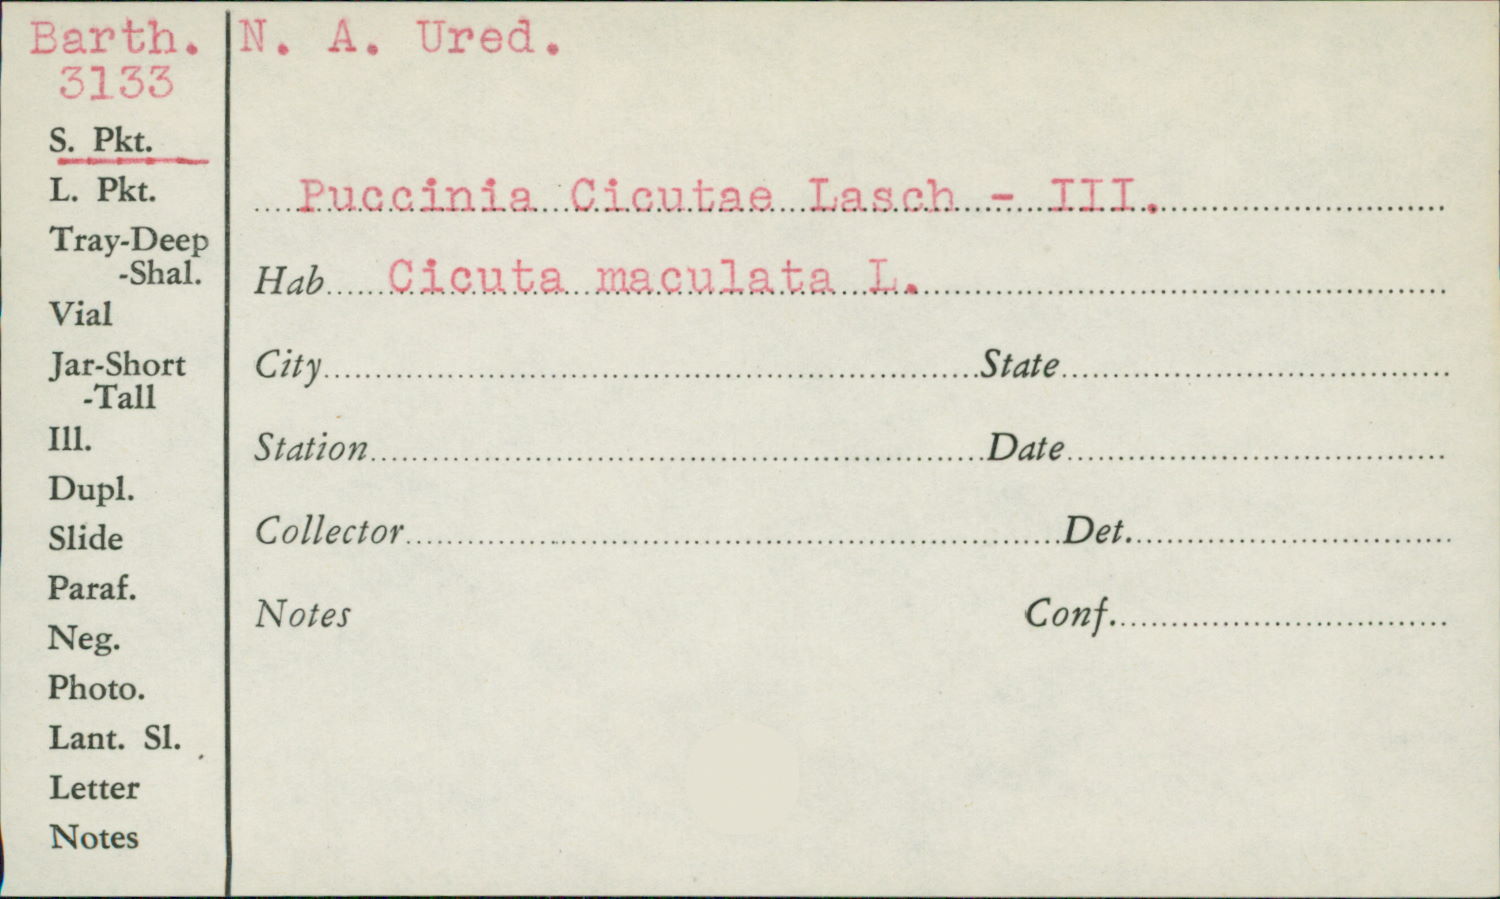 Barth. N. A. Ured.
3133
S. Pkt.
L. Pkt.
Tray-Deep
-Shal.
Vial
Jar-Short
-Tall
Ill.
Dupl.
Slide
Paraf.
Neg.
Photo.
Lant. Sl.
Letter
Notes
Puccinia Cicutae Lasch - III.
Hab Cicuta maculata L.
City State
Station Date
Collector Det.
Notes Conf.